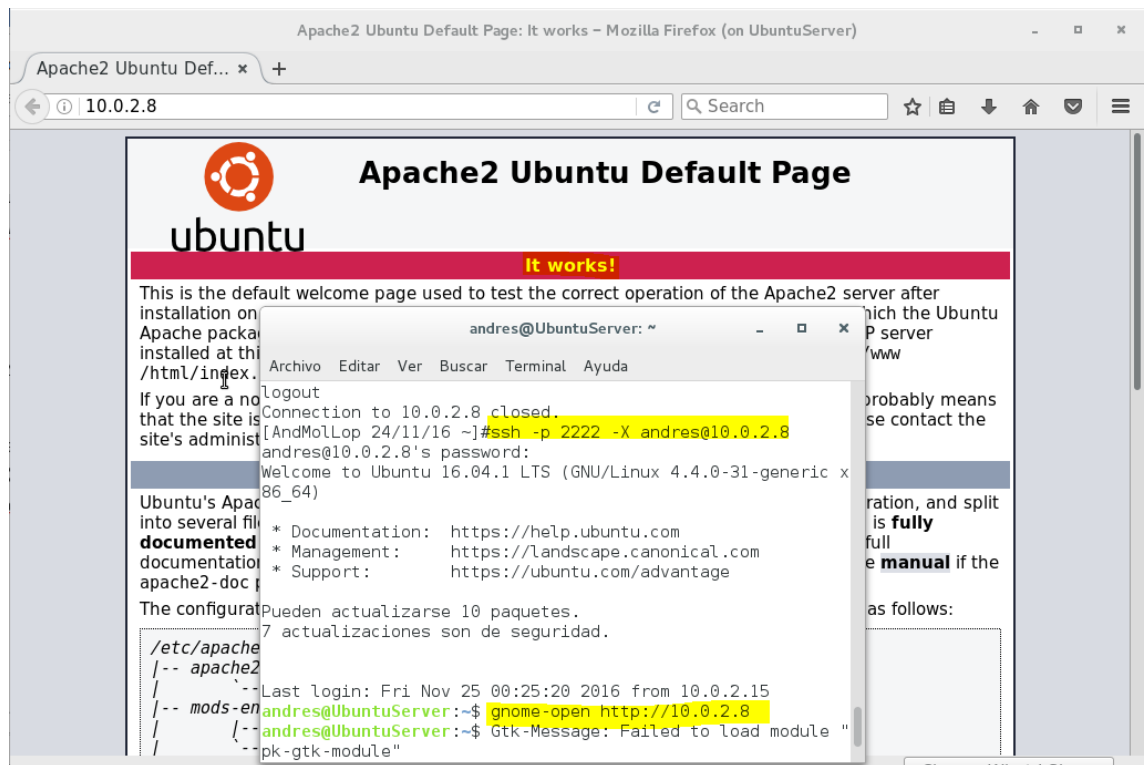 Apache2 Ubuntu Default Page: It works – Mozilla Firefox (on UbuntuServer)
Apache2 Ubuntu Def...
10.0.2.8
Search
ubuntu
Apache2 Ubuntu Default Page
It works!
This is the default welcome page used to test the correct operation of the Apache2 server after
installation on hich the Ubuntu
Apache packa P server
installed at thi /www
/html/index.
If you are a no probably means
that the site is se contact the
site's administ
Ubuntu's Apac ration, and split
into several file is fully
documented full
documentation e manual if the
apache2-doc p
The configurat as follows:
/etc/apache
|-- apache2
| `--
|-- mods-en
| |--
| `--
andres@UbuntuServer: ~
Archivo Editar Ver Buscar Terminal Ayuda
logout
Connection to 10.0.2.8 closed.
[AndMolLop 24/11/16 ~]#ssh -p 2222 -X andres@10.0.2.8
andres@10.0.2.8's password:
Welcome to Ubuntu 16.04.1 LTS (GNU/Linux 4.4.0-31-generic x
86_64)
* Documentation: https://help.ubuntu.com
* Management: https://landscape.canonical.com
* Support: https://ubuntu.com/advantage
Pueden actualizarse 10 paquetes.
7 actualizaciones son de seguridad.
Last login: Fri Nov 25 00:25:20 2016 from 10.0.2.15
andres@UbuntuServer:~$ gnome-open http://10.0.2.8
andres@UbuntuServer:~$ Gtk-Message: Failed to load module "
pk-gtk-module"